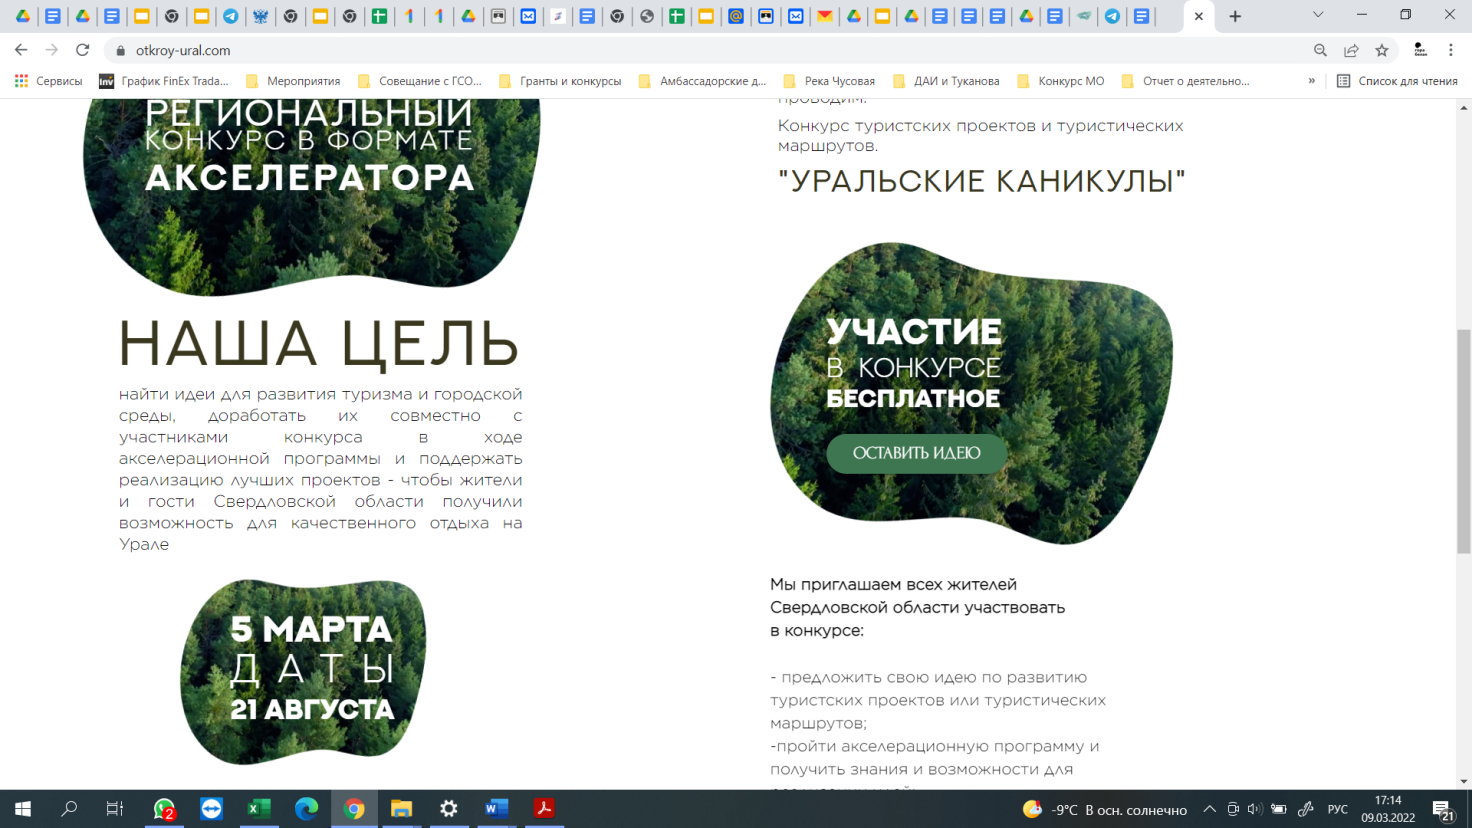 otkroy-ural.com
Сервисы
График FinEx Trada...
Мероприятия
Совещание с ГСО...
Гранты и конкурсы
Амбассадорские д...
Река Чусовая
ДАИ и Туканова
Конкурс МО
Отчет о деятельно...
»
Список для чтения
РЕГИОНАЛЬНЫЙ
КОНКУРС В ФОРМАТЕ
АКСЕЛЕРАТОРА
НАША ЦЕЛЬ
найти идеи для развития туризма и городской
среды, доработать их совместно с
участниками конкурса в ходе
акселерационной программы и поддержать
реализацию лучших проектов - чтобы жители
и гости Свердловской области получили
возможность для качественного отдыха на
Урале
5 МАРТА
ДАТЫ
21 АВГУСТА
проводим.
Конкурс туристских проектов и туристических
маршрутов.
"УРАЛЬСКИЕ КАНИКУЛЫ"
УЧАСТИЕ
В КОНКУРСЕ
БЕСПЛАТНОЕ
ОСТАВИТЬ ИДЕЮ
Мы приглашаем всех жителей
Свердловской области участвовать
в конкурсе:
- предложить свою идею по развитию
туристских проектов или туристических
маршрутов;
-пройти акселерационную программу и
получить знания и возможности для
2
-9°C В осн. солнечно
РУС
17:14
09.03.2022
21